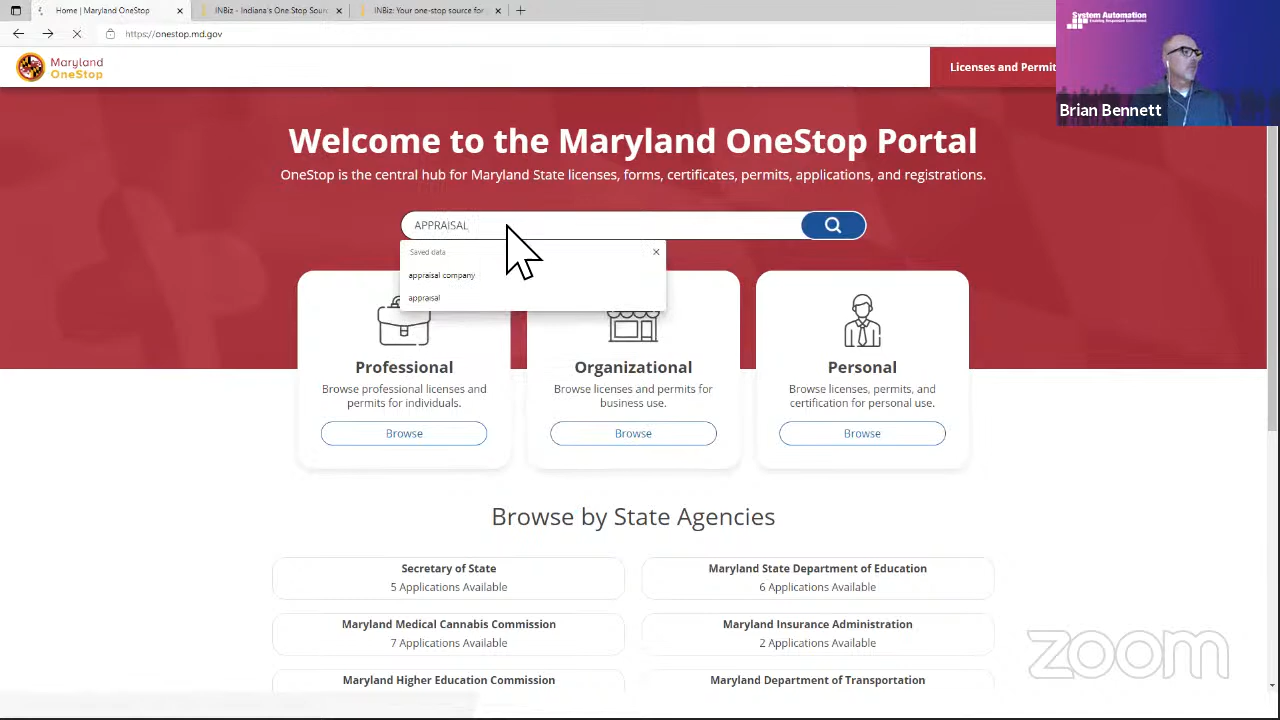 Home | Maryland OneStop
INBiz - Indiana's One.Stop Sourc
INBiz: Your one-stop source for
https://onestop.md.gov
System Automation
Maryland
OneStop
Licenses and Permit
Brian Bennett
Welcome to the Maryland OneStop Portal
OneStop is the central hub for Maryland State licenses, forms, certificates, permits, applications, and registrations.
APPRAISAL
Saved data
appraisal company
appraisal
Professional
Browse professional licenses and
permits for individuals.
Browse
Organizational
Browse licenses and permits for
business use.
Browse
Personal
Browse licenses, permits, and
certification for personal use.
Browse
Browse by State Agencies
Secretary of State
5 Applications Available
Maryland State Department of Education
6 Applications Available
Maryland Medical Cannabis Commission
7 Applications Available
Maryland Insurance Administration
2 Applications Available
Maryland Higher Education Commission
Maryland Department of Transportation
zoom